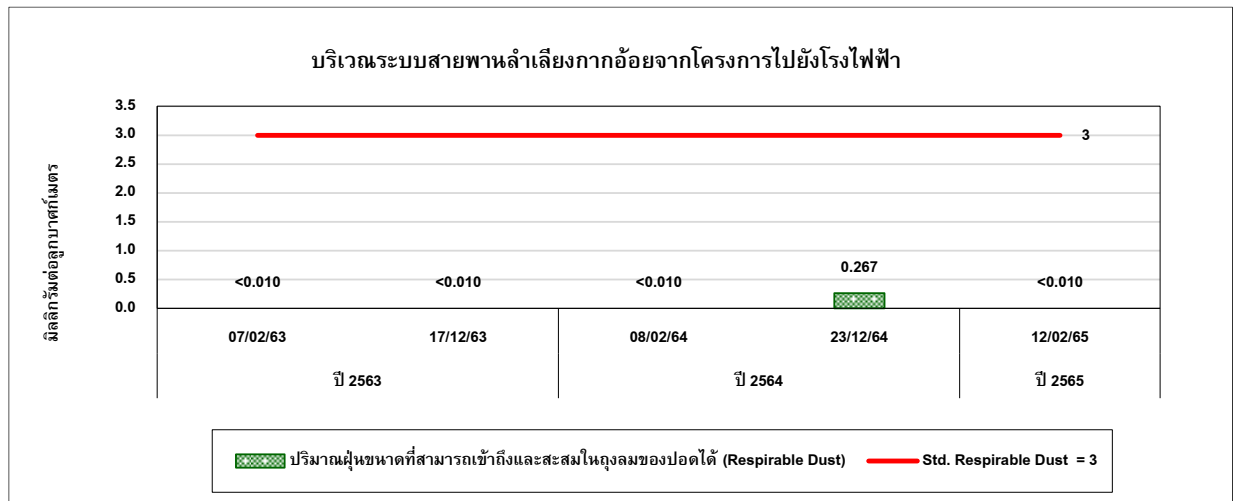 บริเวณระบบสายพานลำเลียงกากอ้อยจากโครงการไปยังโรงไฟฟ้า
มิลลิกรัมต่อลูกบาศก์เมตร
3.5
3.0
2.5
2.0
1.5
1.0
0.5
0.0
3
<0.010
<0.010
<0.010
0.267
<0.010
07/02/63
17/12/63
08/02/64
23/12/64
12/02/65
ปี 2563
ปี 2564
ปี 2565
ปริมาณฝุ่นขนาดที่สามารถเข้าถึงและสะสมในถุงลมของปอดได้ (Respirable Dust)
Std. Respirable Dust = 3